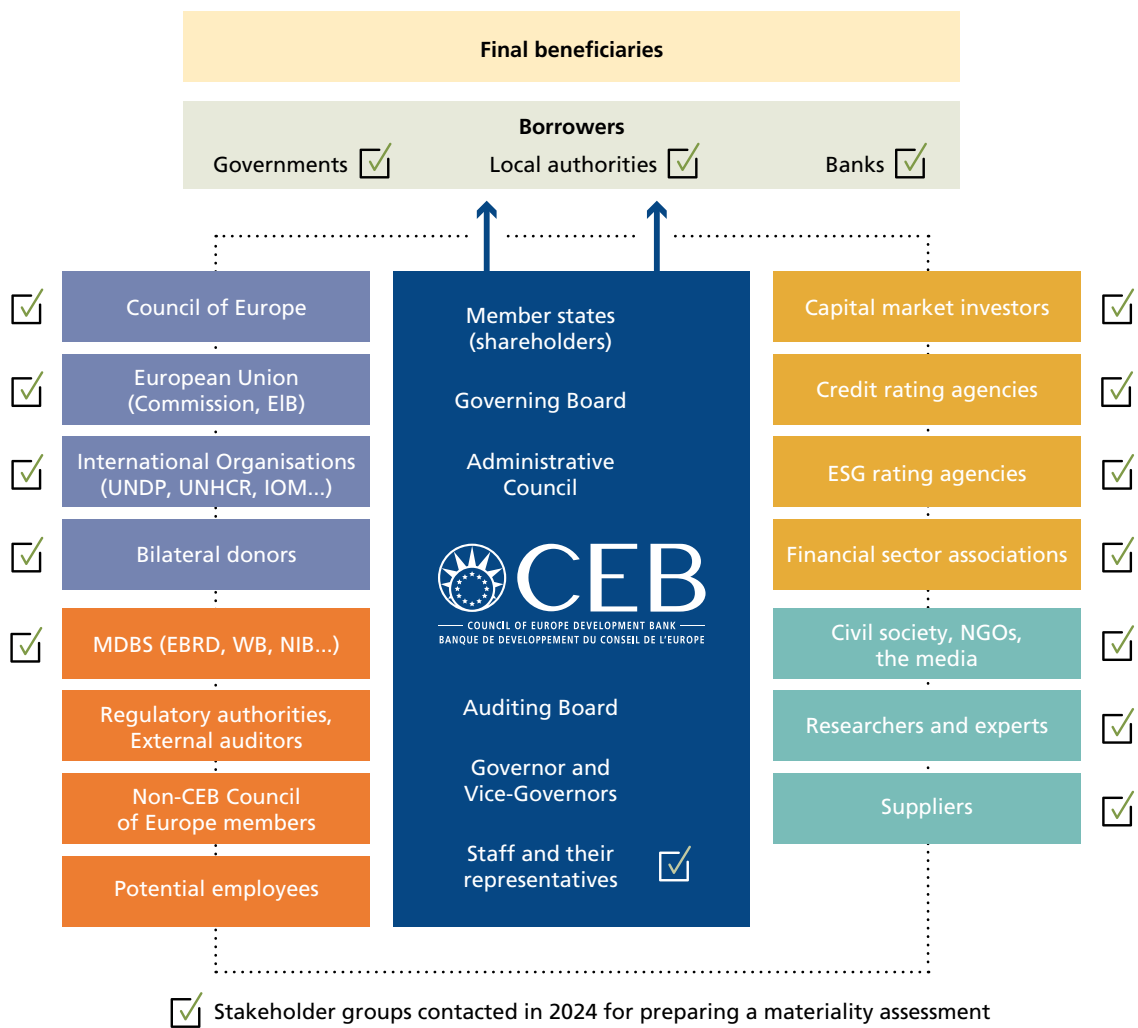 Final beneficiaries
Borrowers
Governments
Local authorities
Banks
Council of Europe
European Union
(Commission, EIB)
International Organisations
(UNDP, UNHCR, IOM...)
Bilateral donors
MDBS (EBRD, WB, NIB...)
Regulatory authorities,
External auditors
Non-CEB Council
of Europe members
Potential employees
Member states
(shareholders)
Governing Board
Administrative
Council
CEB
COUNCIL OF EUROPE DEVELOPMENT BANK
BANQUE DE DEVELOPPEMENT DU CONSEIL DE L'EUROPE
Auditing Board
Governor and
Vice-Governors
Staff and their
representatives
Capital market investors
Credit rating agencies
ESG rating agencies
Financial sector associations
Civil society, NGOs,
the media
Researchers and experts
Suppliers
Stakeholder groups contacted in 2024 for preparing a materiality assessment